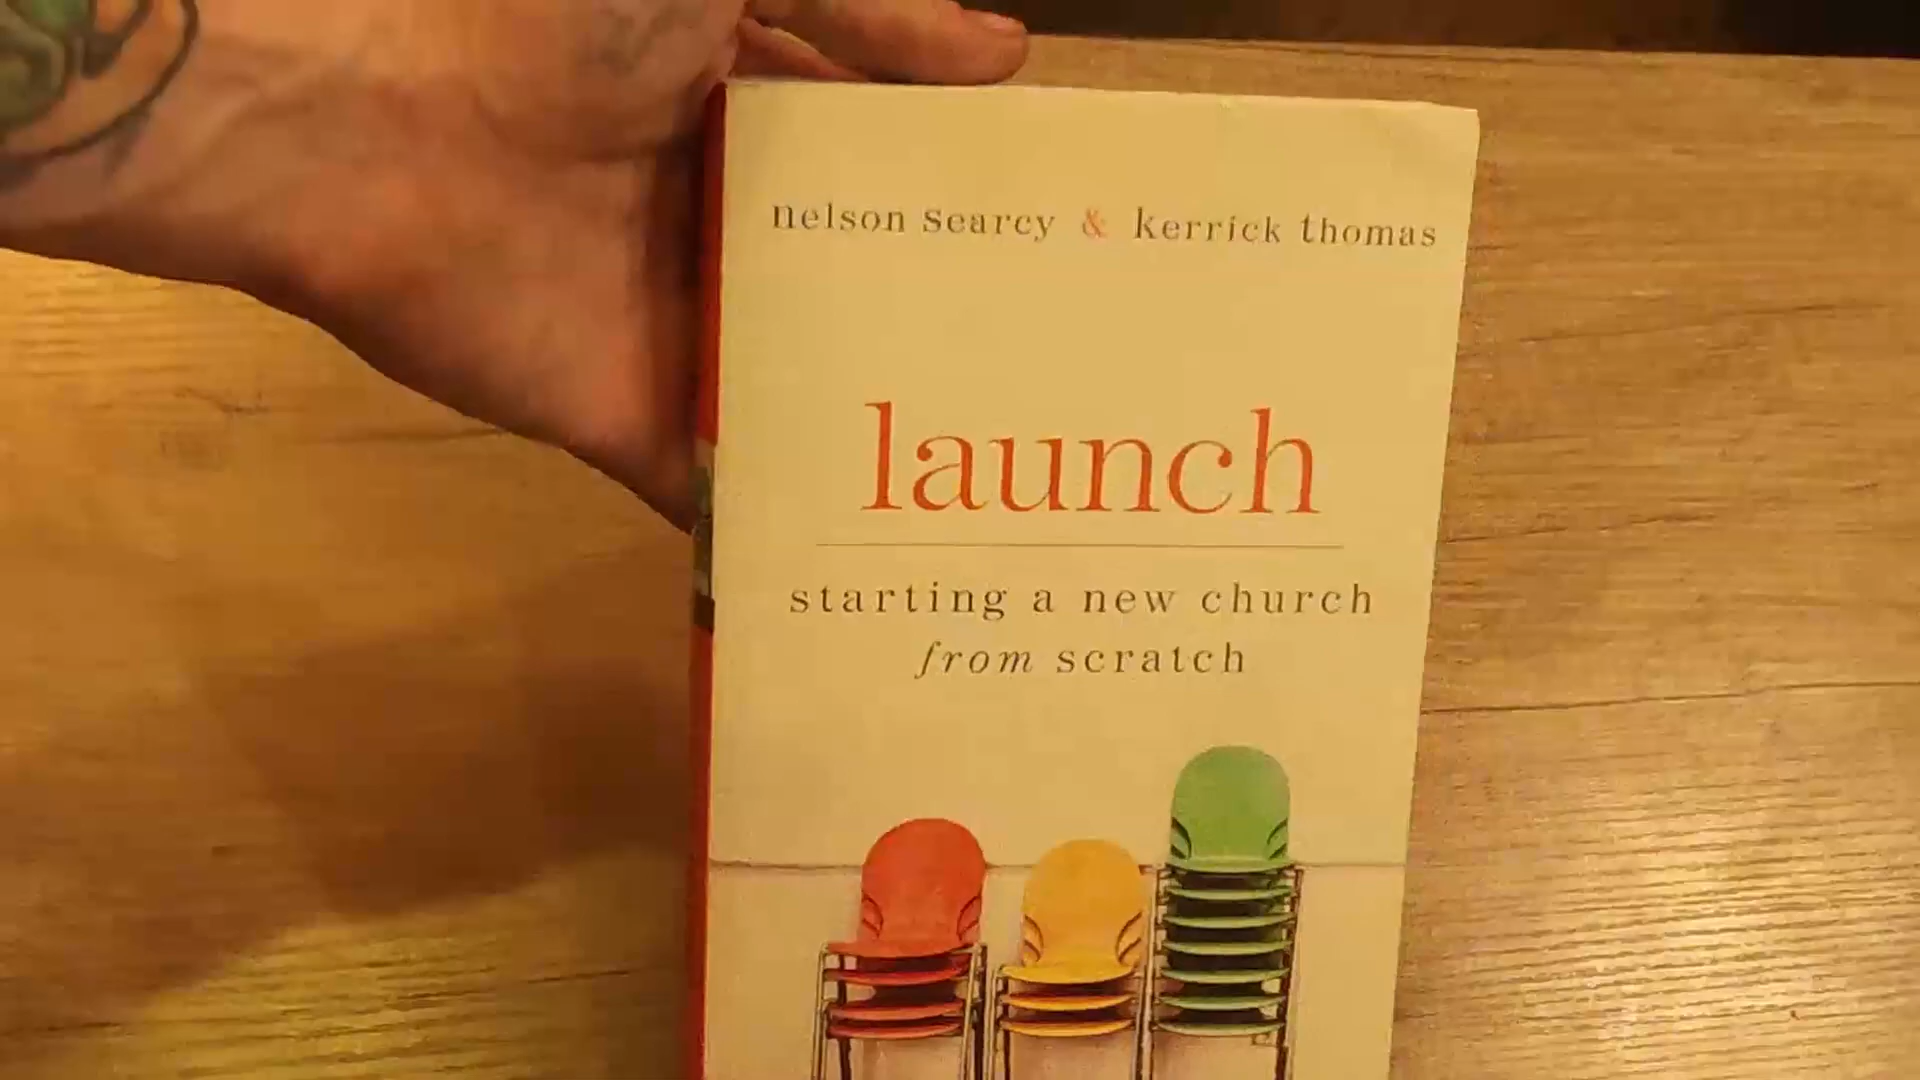 nelson searcy & kerrick thomas
launch
starting a new church
from scratch